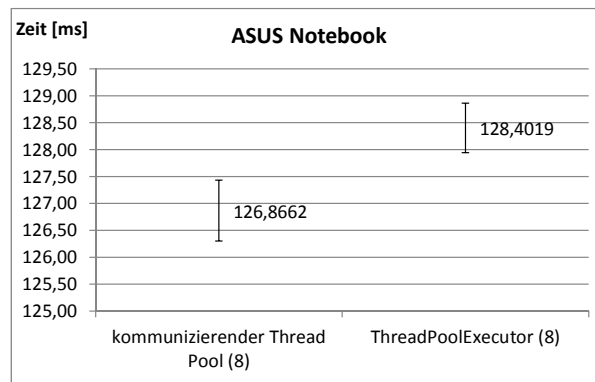 Zeit [ms]
ASUS Notebook
129,50
129,00
128,50
128,00
127,50
127,00
126,50
126,00
125,50
125,00
128,4019
126,8662
kommunizierender Thread
Pool (8)
ThreadPoolExecutor (8)